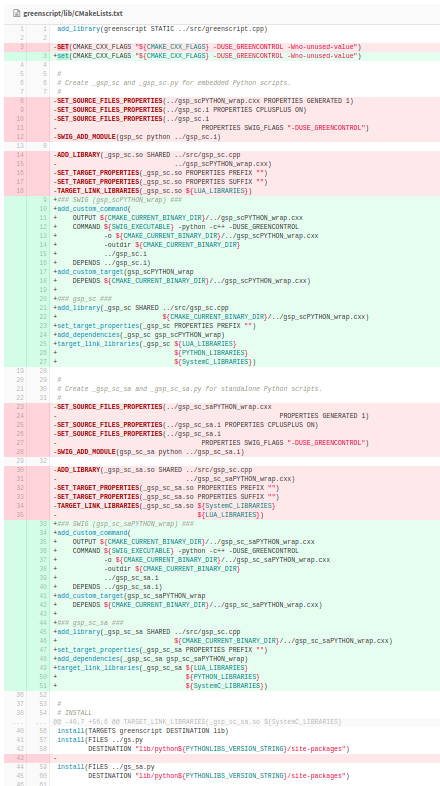 greenscript/lib/CMakeLists.txt
1 1 add_library(greenscript STATIC ../src/greenscript.cpp)
2 2
3 -SET(CMAKE_CXX_FLAGS "${CMAKE_CXX_FLAGS} -DUSE_GREENCONTROL -Wno-unused-value")
3 +set(CMAKE_CXX_FLAGS "${CMAKE_CXX_FLAGS} -DUSE_GREENCONTROL -Wno-unused-value")
4 4
5 5 #
6 6 # Create _gsp_sc and _gsp_sc.py for embedded Python scripts.
7 7 #
8 -SET_SOURCE_FILES_PROPERTIES(../gsp_scPYTHON_wrap.cxx PROPERTIES GENERATED 1)
9 -SET_SOURCE_FILES_PROPERTIES(../gsp_sc.i PROPERTIES CPLUSPLUS ON)
10 -SET_SOURCE_FILES_PROPERTIES(../gsp_sc.i
11 - PROPERTIES SWIG_FLAGS "-DUSE_GREENCONTROL")
12 -SWIG_ADD_MODULE(gsp_sc python ../gsp_sc.i)
13 8
14 -ADD_LIBRARY(_gsp_sc.so SHARED ../src/gsp_sc.cpp
15 - ../gsp_scPYTHON_wrap.cxx)
16 -SET_TARGET_PROPERTIES(_gsp_sc.so PROPERTIES PREFIX "")
17 -SET_TARGET_PROPERTIES(_gsp_sc.so PROPERTIES SUFFIX "")
18 -TARGET_LINK_LIBRARIES(_gsp_sc.so ${LUA_LIBRARIES})
9 +### SWIG (gsp_scPYTHON_wrap) ###
10 +add_custom_command(
11 + OUTPUT ${CMAKE_CURRENT_BINARY_DIR}/../gsp_scPYTHON_wrap.cxx
12 + COMMAND ${SWIG_EXECUTABLE} -python -c++ -DUSE_GREENCONTROL
13 + -o ${CMAKE_CURRENT_BINARY_DIR}/../gsp_scPYTHON_wrap.cxx
14 + -outdir ${CMAKE_CURRENT_BINARY_DIR}
15 + ../gsp_sc.i
16 + DEPENDS ../gsp_sc.i)
17 +add_custom_target(gsp_scPYTHON_wrap
18 + DEPENDS ${CMAKE_CURRENT_BINARY_DIR}/../gsp_scPYTHON_wrap.cxx)
19 +
20 +### gsp_sc ###
21 +add_library(_gsp_sc SHARED ../src/gsp_sc.cpp
22 + ${CMAKE_CURRENT_BINARY_DIR}/../gsp_scPYTHON_wrap.cxx)
23 +set_target_properties(_gsp_sc PROPERTIES PREFIX "")
24 +add_dependencies(_gsp_sc gsp_scPYTHON_wrap)
25 +target_link_libraries(_gsp_sc ${LUA_LIBRARIES}
26 + ${PYTHON_LIBRARIES}
27 + ${SystemC_LIBRARIES})
19 28
20 29 #
21 30 # Create _gsp_sc_sa and _gsp_sc_sa.py for standalone Python scripts.
22 31 #
23 -SET_SOURCE_FILES_PROPERTIES(../gsp_sc_saPYTHON_wrap.cxx
24 - PROPERTIES GENERATED 1)
25 -SET_SOURCE_FILES_PROPERTIES(../gsp_sc_sa.i PROPERTIES CPLUSPLUS ON)
26 -SET_SOURCE_FILES_PROPERTIES(../gsp_sc_sa.i
27 - PROPERTIES SWIG_FLAGS "-DUSE_GREENCONTROL")
28 -SWIG_ADD_MODULE(gsp_sc_sa python ../gsp_sc_sa.i)
29 32
30 -ADD_LIBRARY(_gsp_sc_sa.so SHARED ../src/gsp_sc.cpp
31 - ../gsp_sc_saPYTHON_wrap.cxx)
32 -SET_TARGET_PROPERTIES(_gsp_sc_sa.so PROPERTIES PREFIX "")
33 -SET_TARGET_PROPERTIES(_gsp_sc_sa.so PROPERTIES SUFFIX "")
34 -TARGET_LINK_LIBRARIES(_gsp_sc_sa.so ${SystemC_LIBRARIES}
35 - ${LUA_LIBRARIES})
33 +### SWIG (gsp_sc_saPYTHON_wrap) ###
34 +add_custom_command(
35 + OUTPUT ${CMAKE_CURRENT_BINARY_DIR}/../gsp_sc_saPYTHON_wrap.cxx
36 + COMMAND ${SWIG_EXECUTABLE} -python -c++ -DUSE_GREENCONTROL
37 + -o ${CMAKE_CURRENT_BINARY_DIR}/../gsp_sc_saPYTHON_wrap.cxx
38 + -outdir ${CMAKE_CURRENT_BINARY_DIR}
39 + ../gsp_sc_sa.i
40 + DEPENDS ../gsp_sc_sa.i)
41 +add_custom_target(gsp_sc_saPYTHON_wrap
42 + DEPENDS ${CMAKE_CURRENT_BINARY_DIR}/../gsp_sc_saPYTHON_wrap.cxx)
43 +
44 +### gsp_sc_sa ###
45 +add_library(_gsp_sc_sa SHARED ../src/gsp_sc.cpp
46 + ${CMAKE_CURRENT_BINARY_DIR}/../gsp_sc_saPYTHON_wrap.cxx)
47 +set_target_properties(_gsp_sc_sa PROPERTIES PREFIX "")
48 +add_dependencies(_gsp_sc_sa gsp_sc_saPYTHON_wrap)
49 +target_link_libraries(_gsp_sc_sa ${LUA_LIBRARIES}
50 + ${PYTHON_LIBRARIES}
51 + ${SystemC_LIBRARIES})
36 52
37 53 #
38 54 # INSTALL
... ... @@ -40,7 +56,6 @@ TARGET_LINK_LIBRARIES(_gsp_sc_sa.so ${SystemC_LIBRARIES}
40 56 install(TARGETS greenscript DESTINATION lib)
41 57 install(FILES ../gs.py
42 58 DESTINATION "lib/python${PYTHONLIBS_VERSION_STRING}/site-packages")
43 -
44 59 install(FILES ../gs_sa.py
45 60 DESTINATION "lib/python${PYTHONLIBS_VERSION_STRING}/site-packages")
46 61